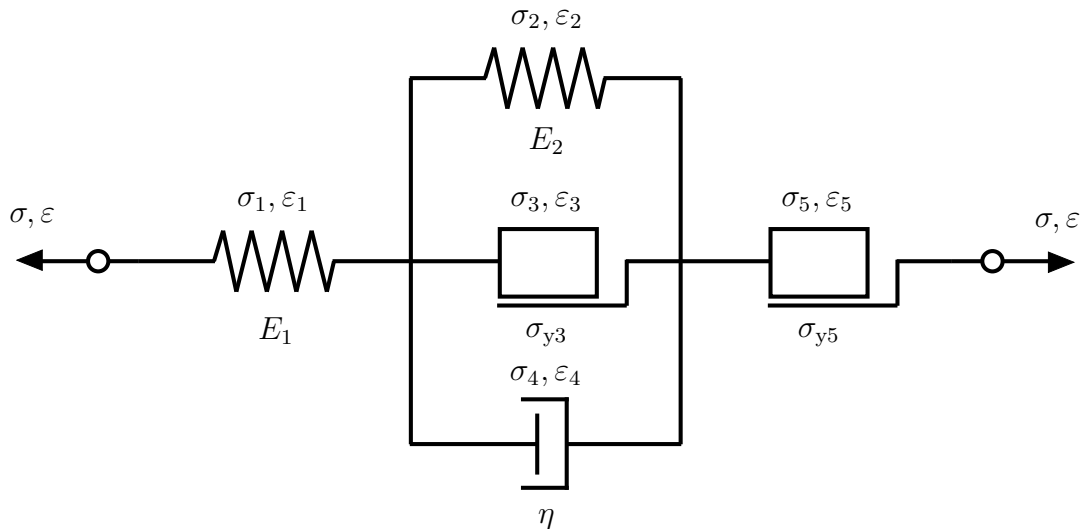 σ₂, ε₂
E₂
σ, ε
σ₁, ε₁
E₁
σ₃, ε₃
σ_y3
σ₅, ε₅
σ_y5
σ, ε
σ₄, ε₄
η